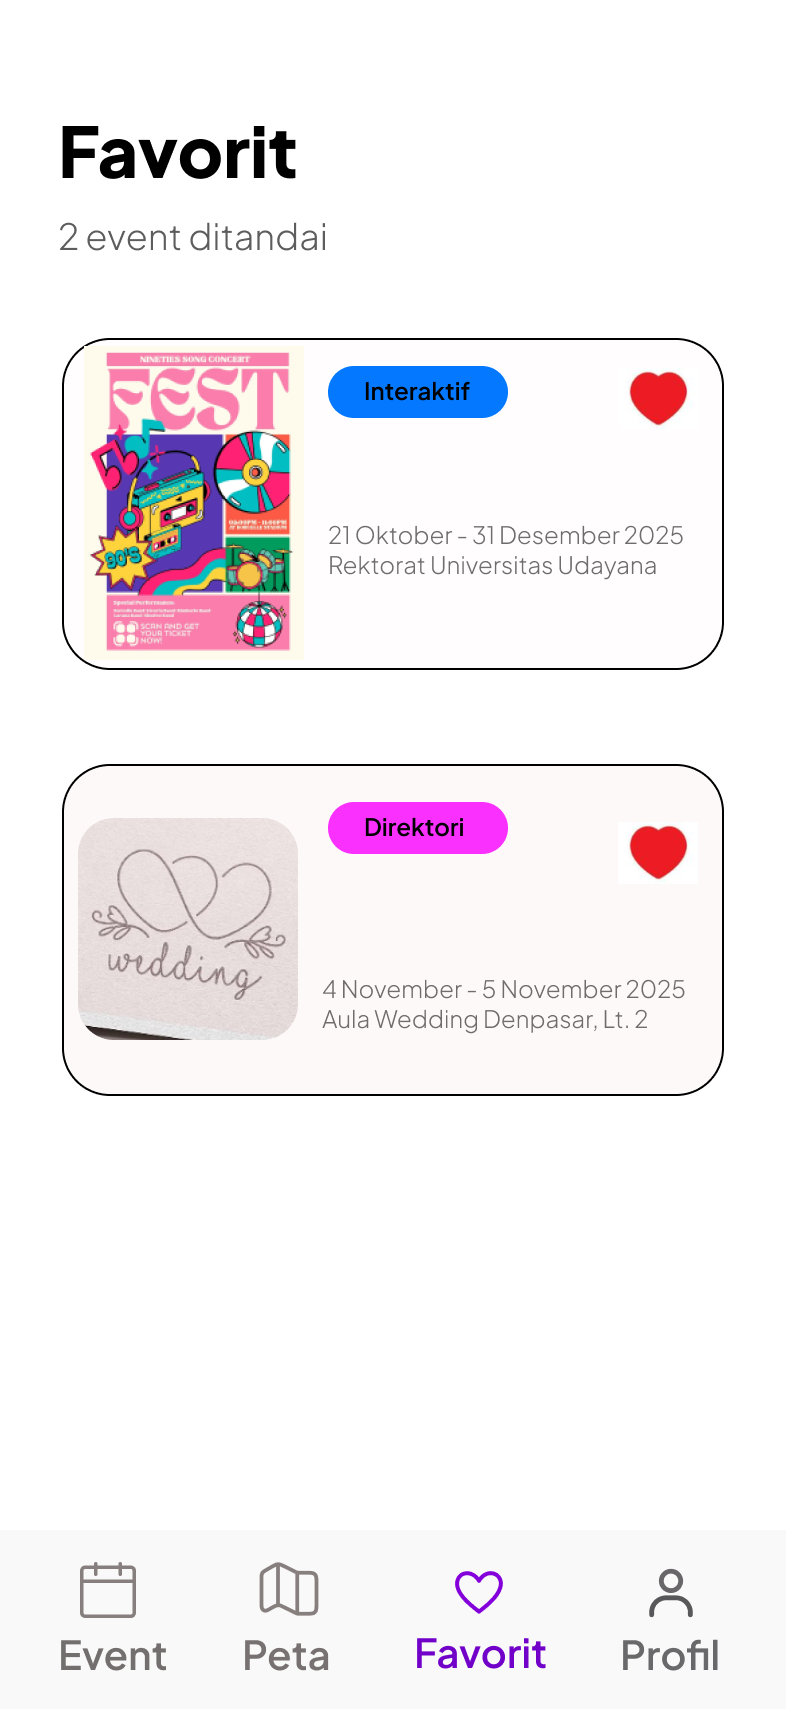 Favorit
2 event ditandai
NINETIES SONG CONCERT
FEST
90'S
Special Performance
SCAN AND GET
YOUR TICKET
NOW!
Interaktif
21 Oktober - 31 Desember 2025
Rektorat Universitas Udayana
wedding
Direktori
4 November - 5 November 2025
Aula Wedding Denpasar, Lt. 2
Event
Peta
Favorit
Profil